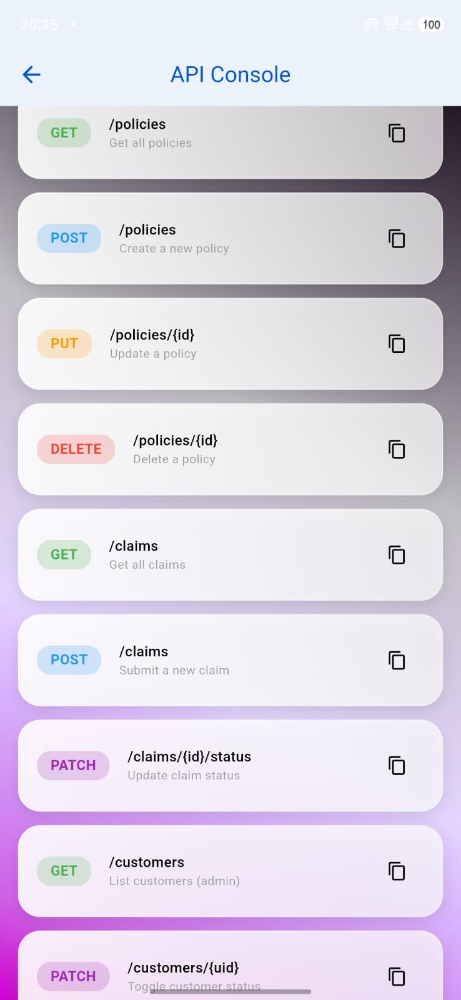 20:25
100
API Console
GET
/policies
Get all policies
POST
/policies
Create a new policy
PUT
/policies/{id}
Update a policy
DELETE
/policies/{id}
Delete a policy
GET
/claims
Get all claims
POST
/claims
Submit a new claim
PATCH
/claims/{id}/status
Update claim status
GET
/customers
List customers (admin)
PATCH
/customers/{uid}
Toggle customer status